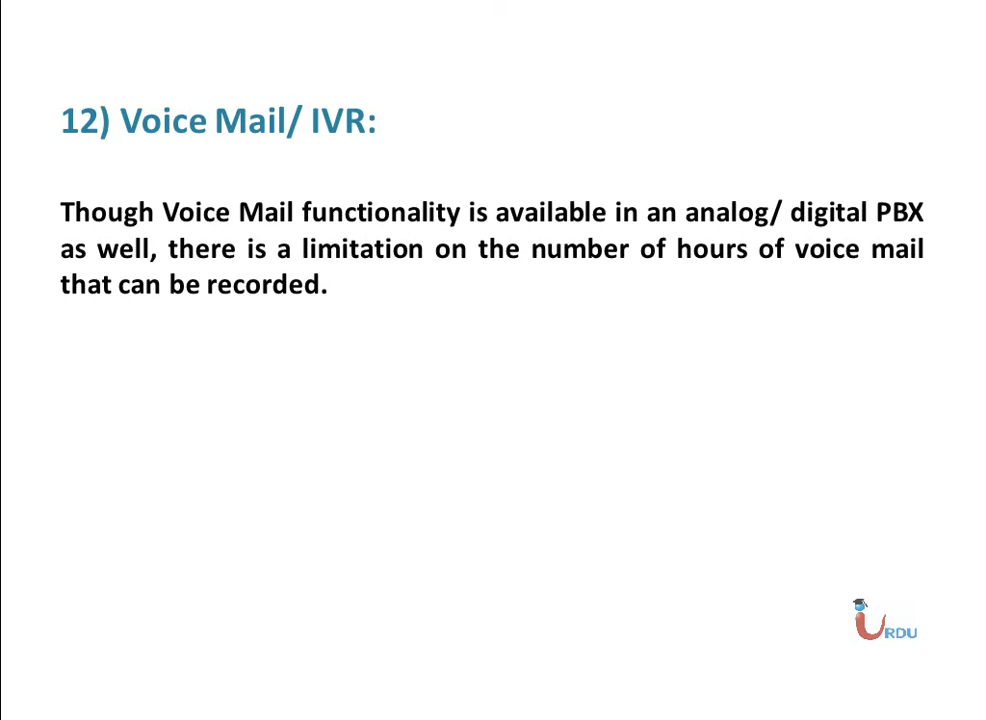 12) Voice Mail/ IVR:
Though Voice Mail functionality is available in an analog/ digital PBX
as well, there is a limitation on the number of hours of voice mail
that can be recorded.
URDU